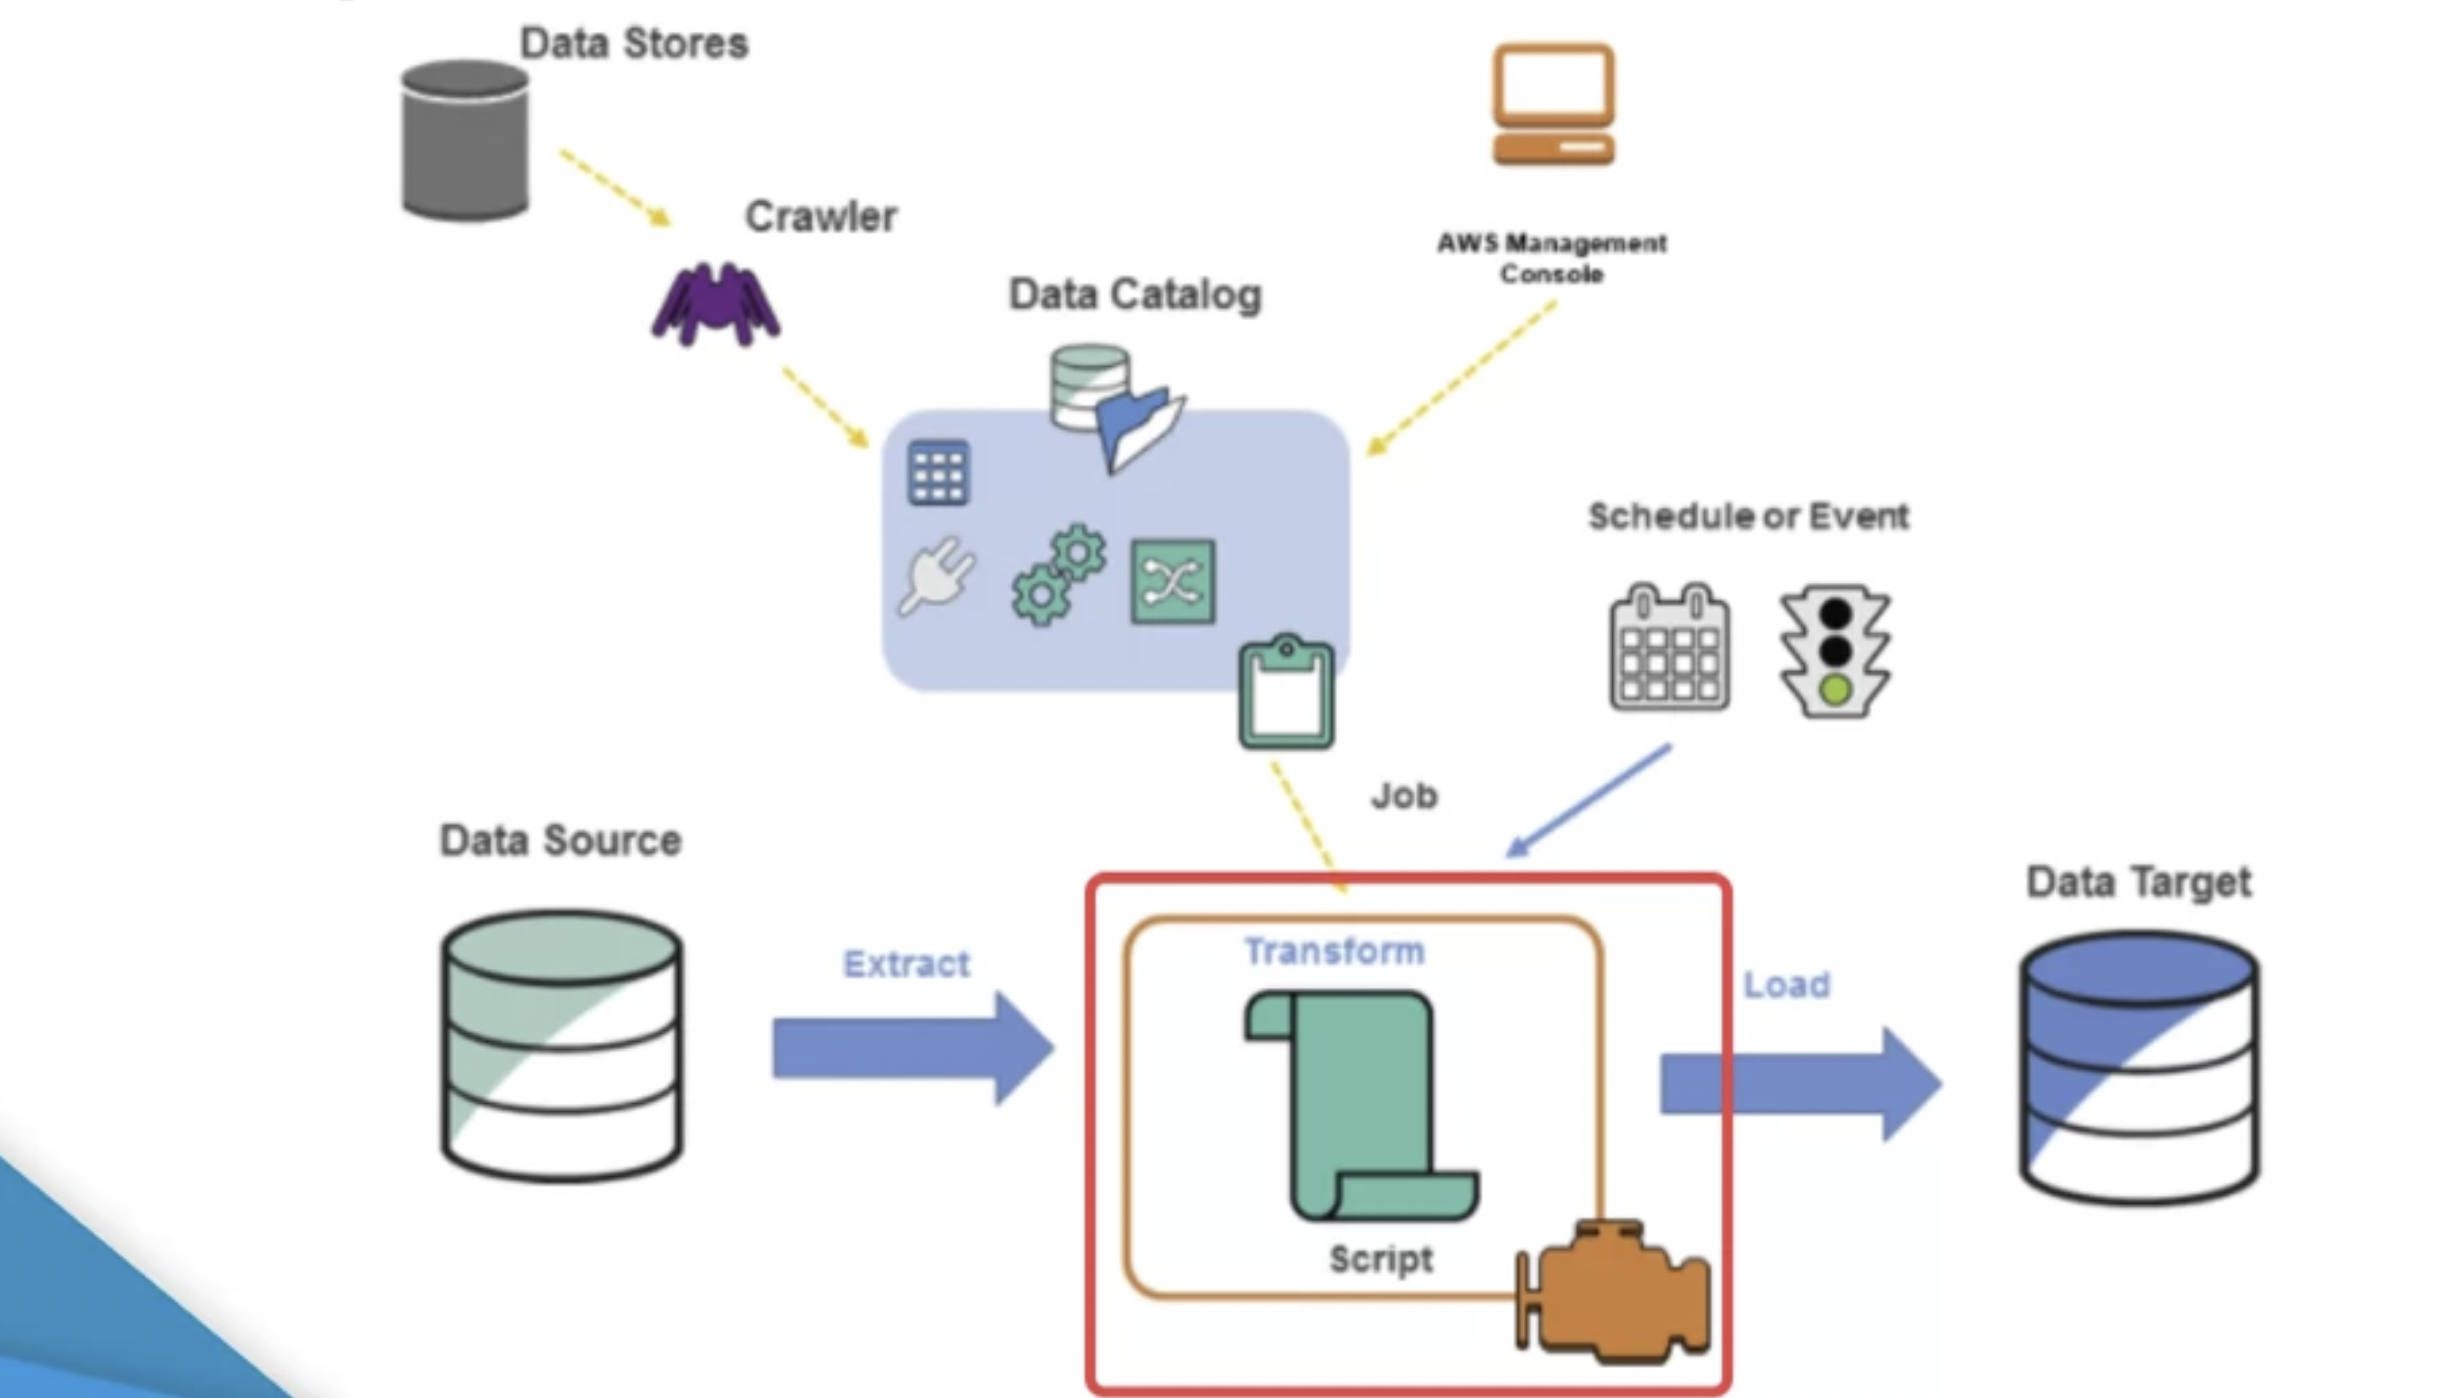 Data Stores
Crawler
Data Catalog
AWS Management
Console
Schedule or Event
Job
Data Source
Extract
Transform
Script
Load
Data Target